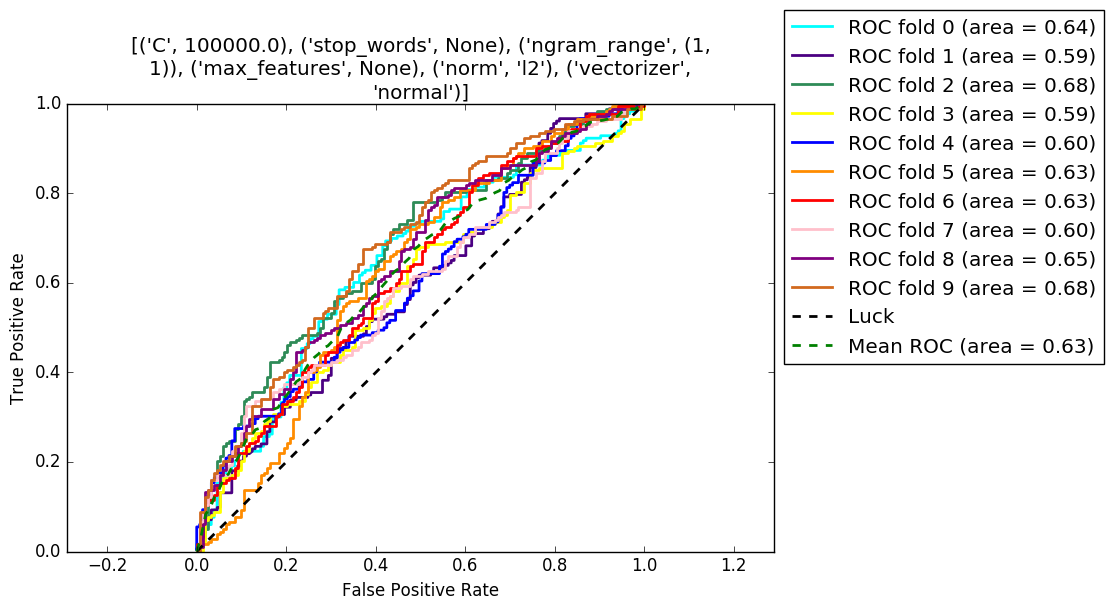 [('C', 100000.0), ('stop_words', None), ('ngram_range', (1,
1)), ('max_features', None), ('norm', 'l2'), ('vectorizer',
'normal')]
ROC fold 0 (area = 0.64)
ROC fold 1 (area = 0.59)
ROC fold 2 (area = 0.68)
ROC fold 3 (area = 0.59)
ROC fold 4 (area = 0.60)
ROC fold 5 (area = 0.63)
ROC fold 6 (area = 0.63)
ROC fold 7 (area = 0.60)
ROC fold 8 (area = 0.65)
ROC fold 9 (area = 0.68)
Luck
Mean ROC (area = 0.63)
True Positive Rate
1.0
0.8
0.6
0.4
0.2
0.0
−0.2 0.0 0.2 0.4 0.6 0.8 1.0 1.2
False Positive Rate